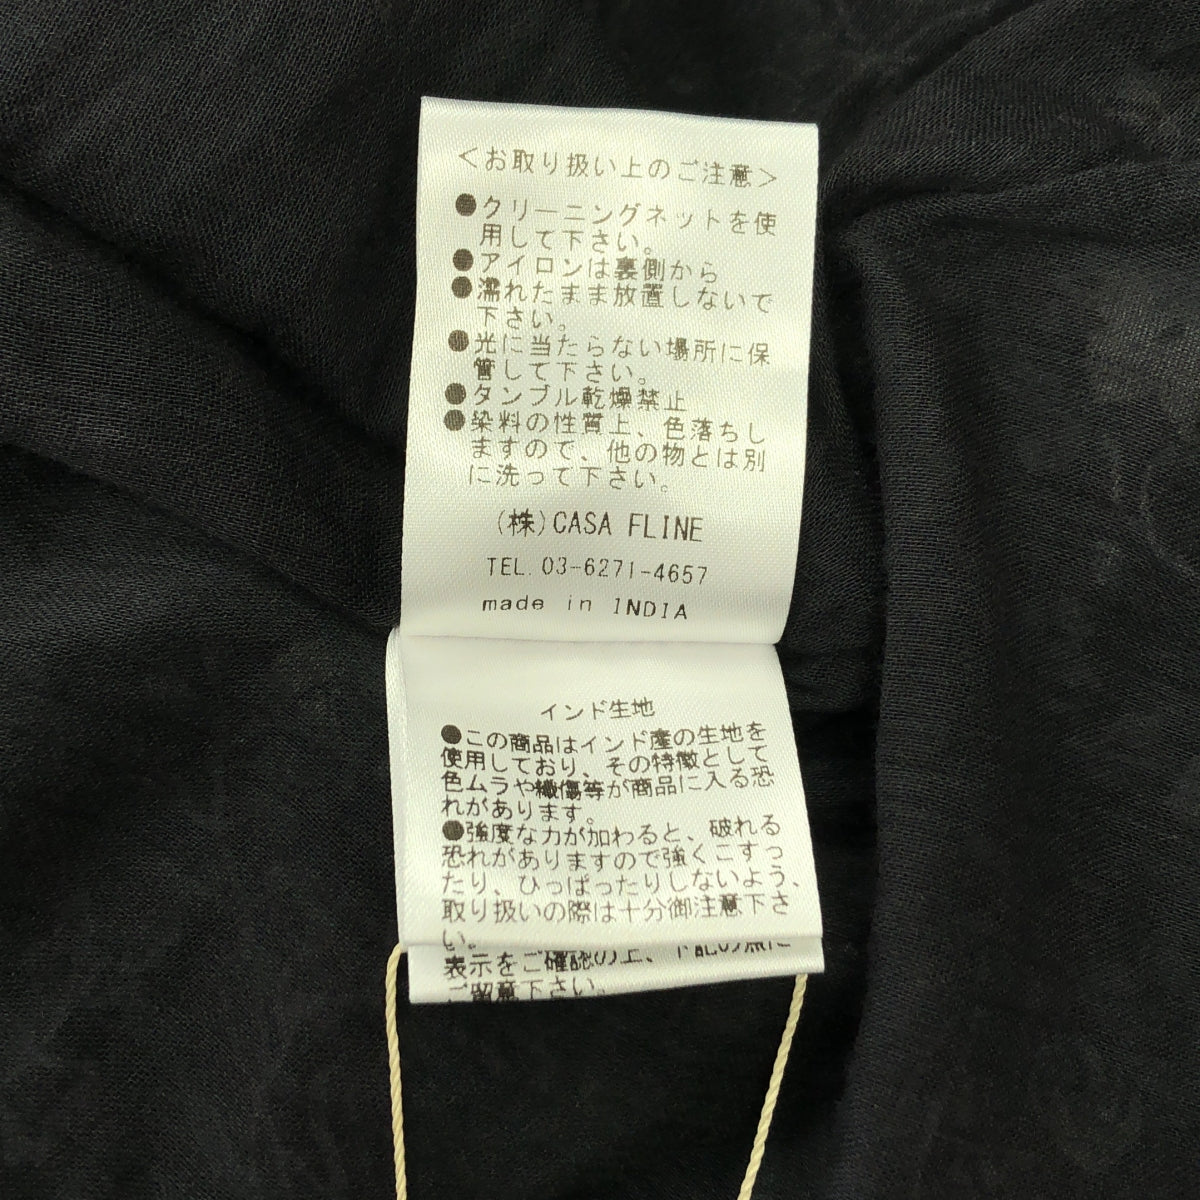 ＜お取り扱い上のご注意＞
●クリーニングネットを使
用して下さい。
●アイロンは裏側から
●濡れたまま放置しないで
下さい。
●光に当たらない場所に保
管して下さい。
●タンブル乾燥禁止
●染料の性質上、色落ちし
ますので、他の物とは別
に洗って下さい。
(株)CASA FLINE
TEL. 03-6271-4657
made in INDIA
インド生地
●この商品はインド産の生地を
使用しており、その特徴として
色ムラや織傷等が商品に入る恐
れがあります。
●強度な力が加わると、破れる
恐れがありますので強くこすっ
たり、ひっぱったりしないよう、
取り扱いの際は十分御注意下さ
い。
表示をご確認の上、下記の点に
ご留意下さい。